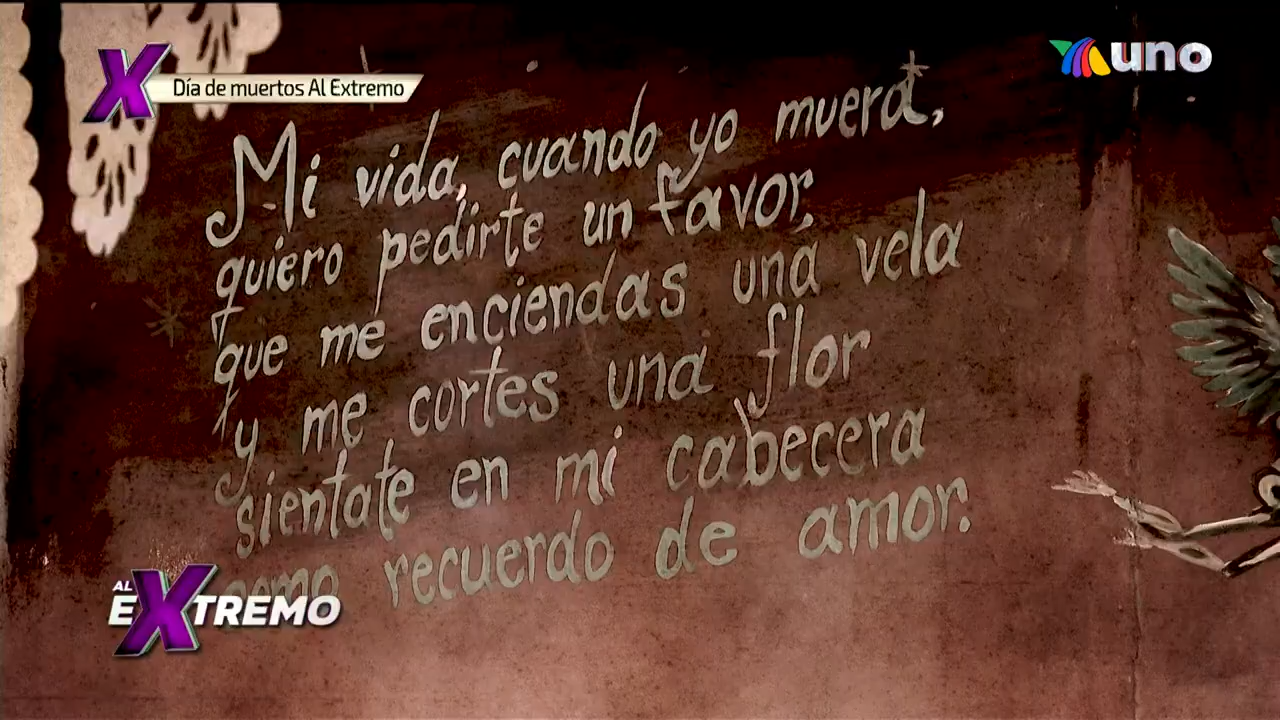 X
Día de muertos Al Extremo
uno
Mi vida, cuando yo muera,
quiero pedirte un favor,
que me enciendas una vela
y me cortes una flor
sientate en mi cabecera
como recuerdo de amor.
AL
EXTREMO